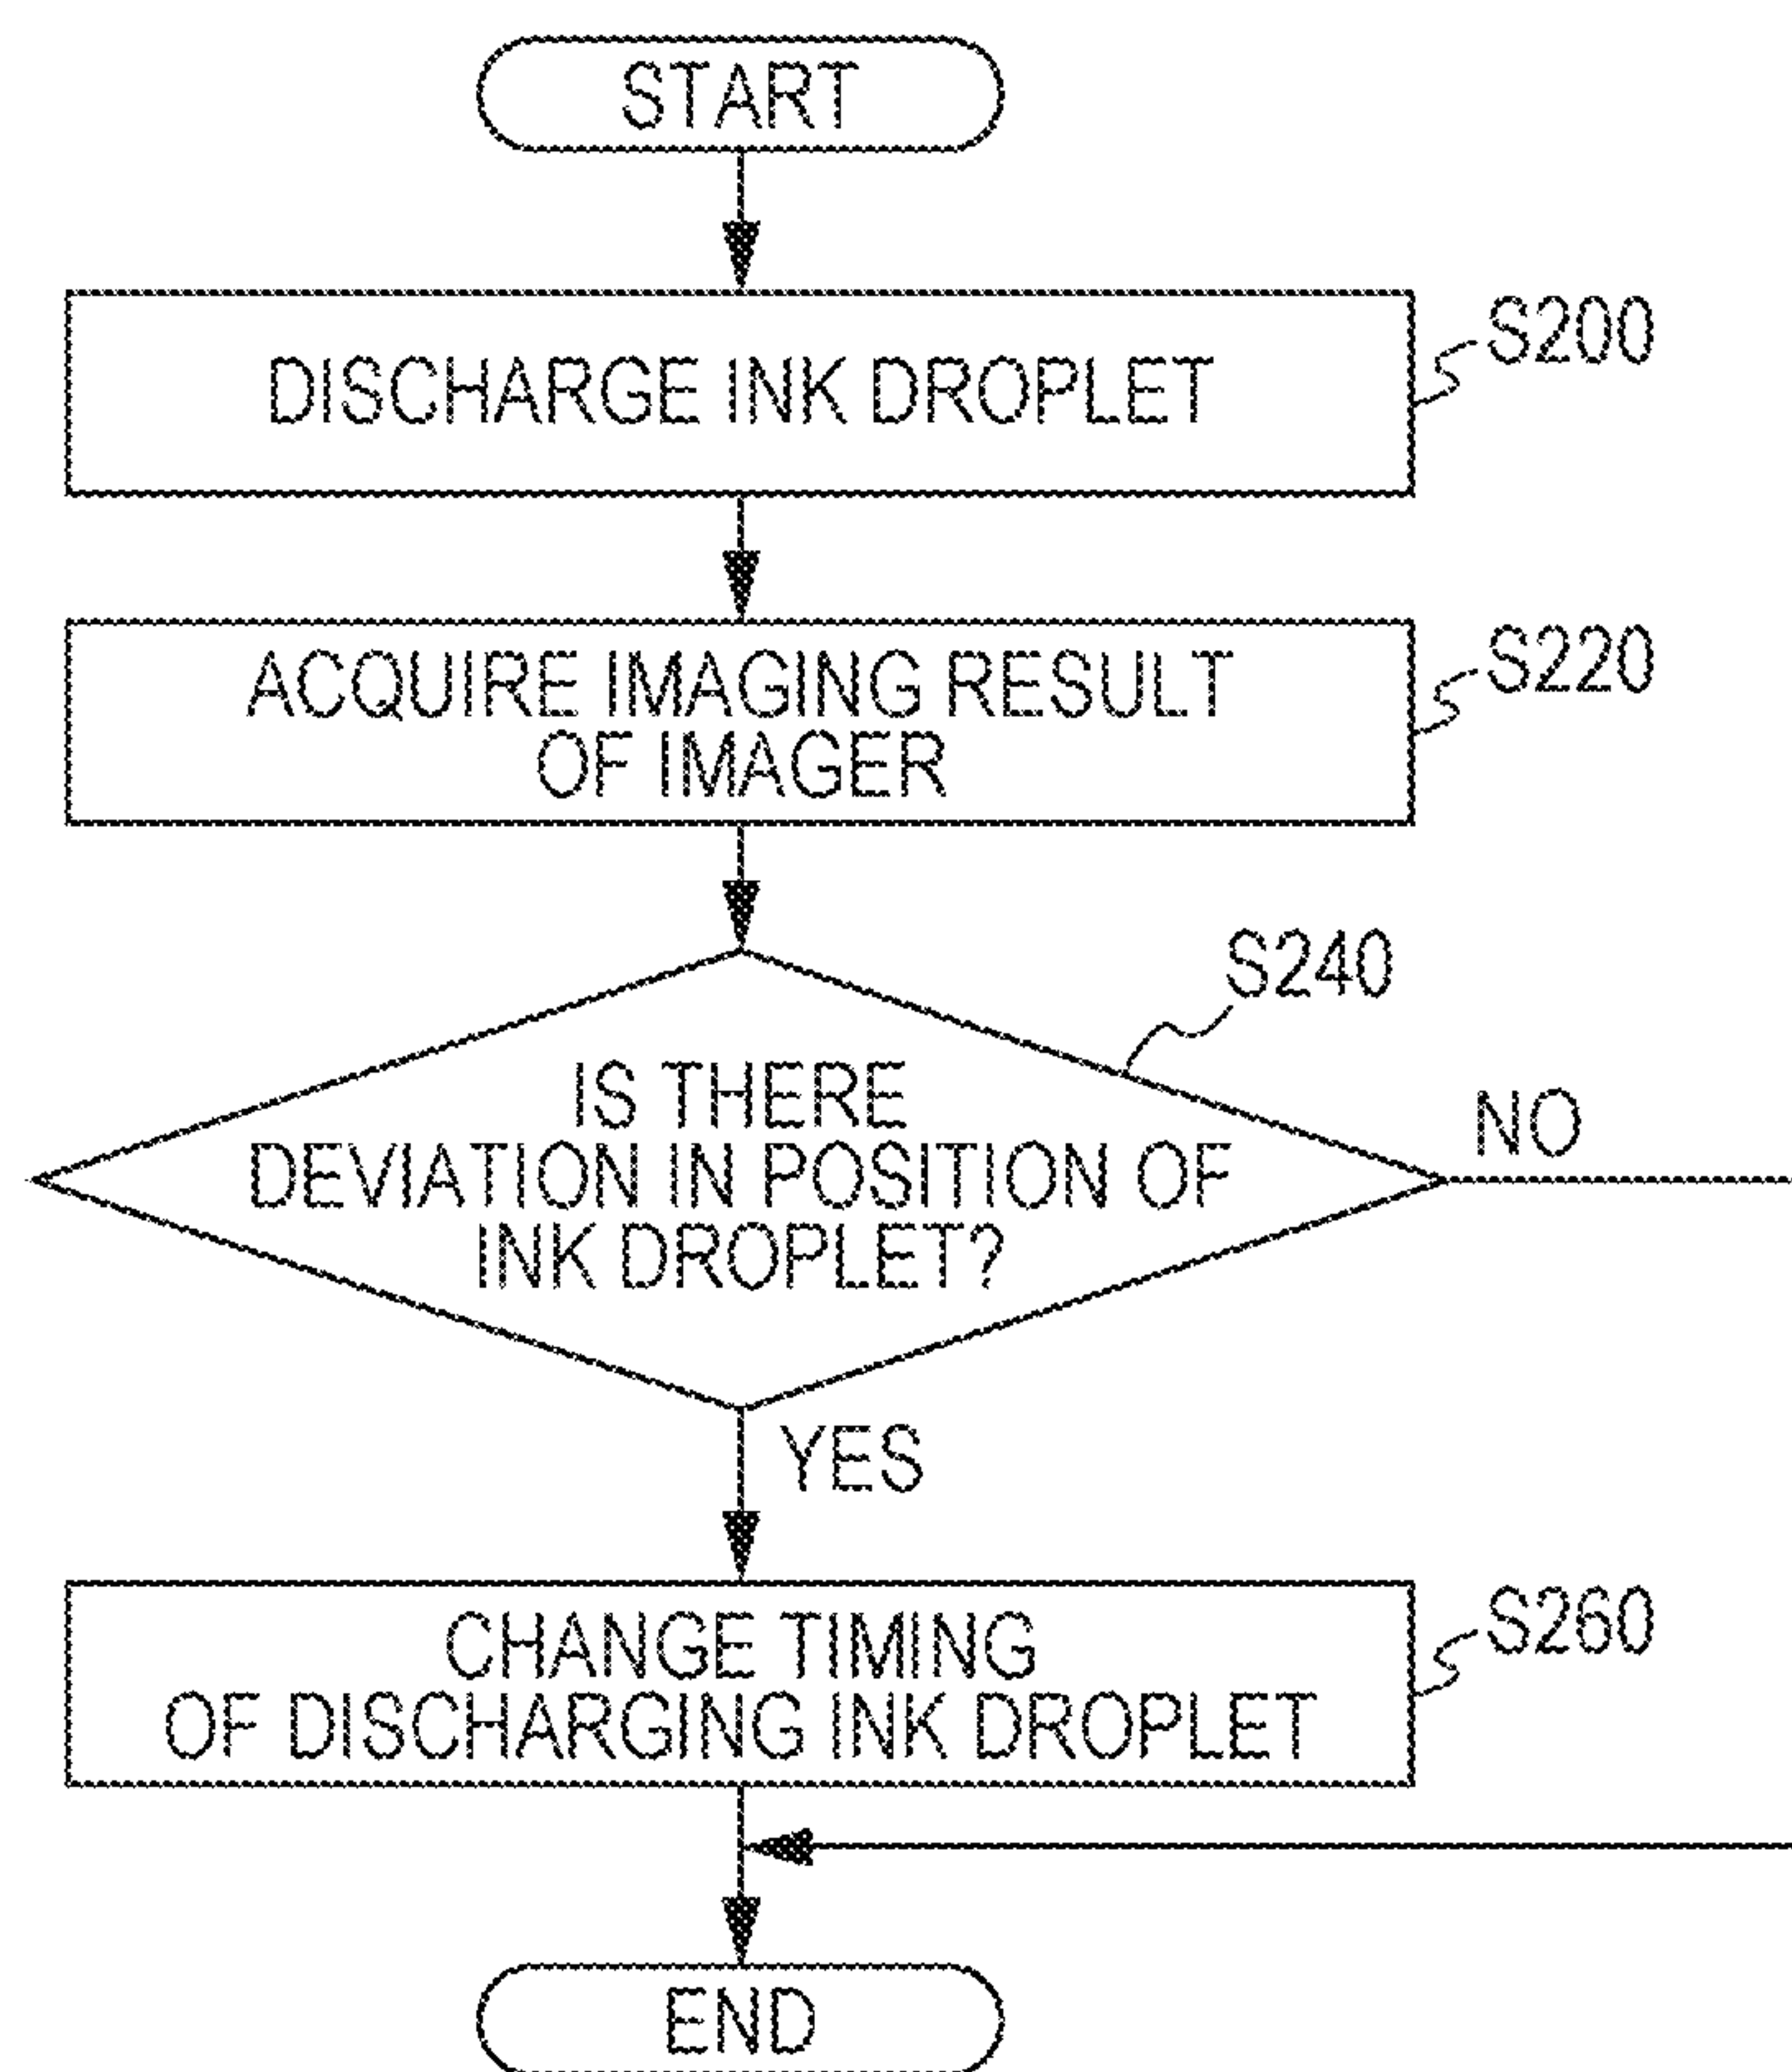 START
DISCHARGE INK DROPLET
S200
ACQUIRE IMAGING RESULT
OF IMAGER
S220
S240
IS THERE
DEVIATION IN POSITION OF
INK DROPLET?
NO
YES
CHANGE TIMING
OF DISCHARGING INK DROPLET
S260
END